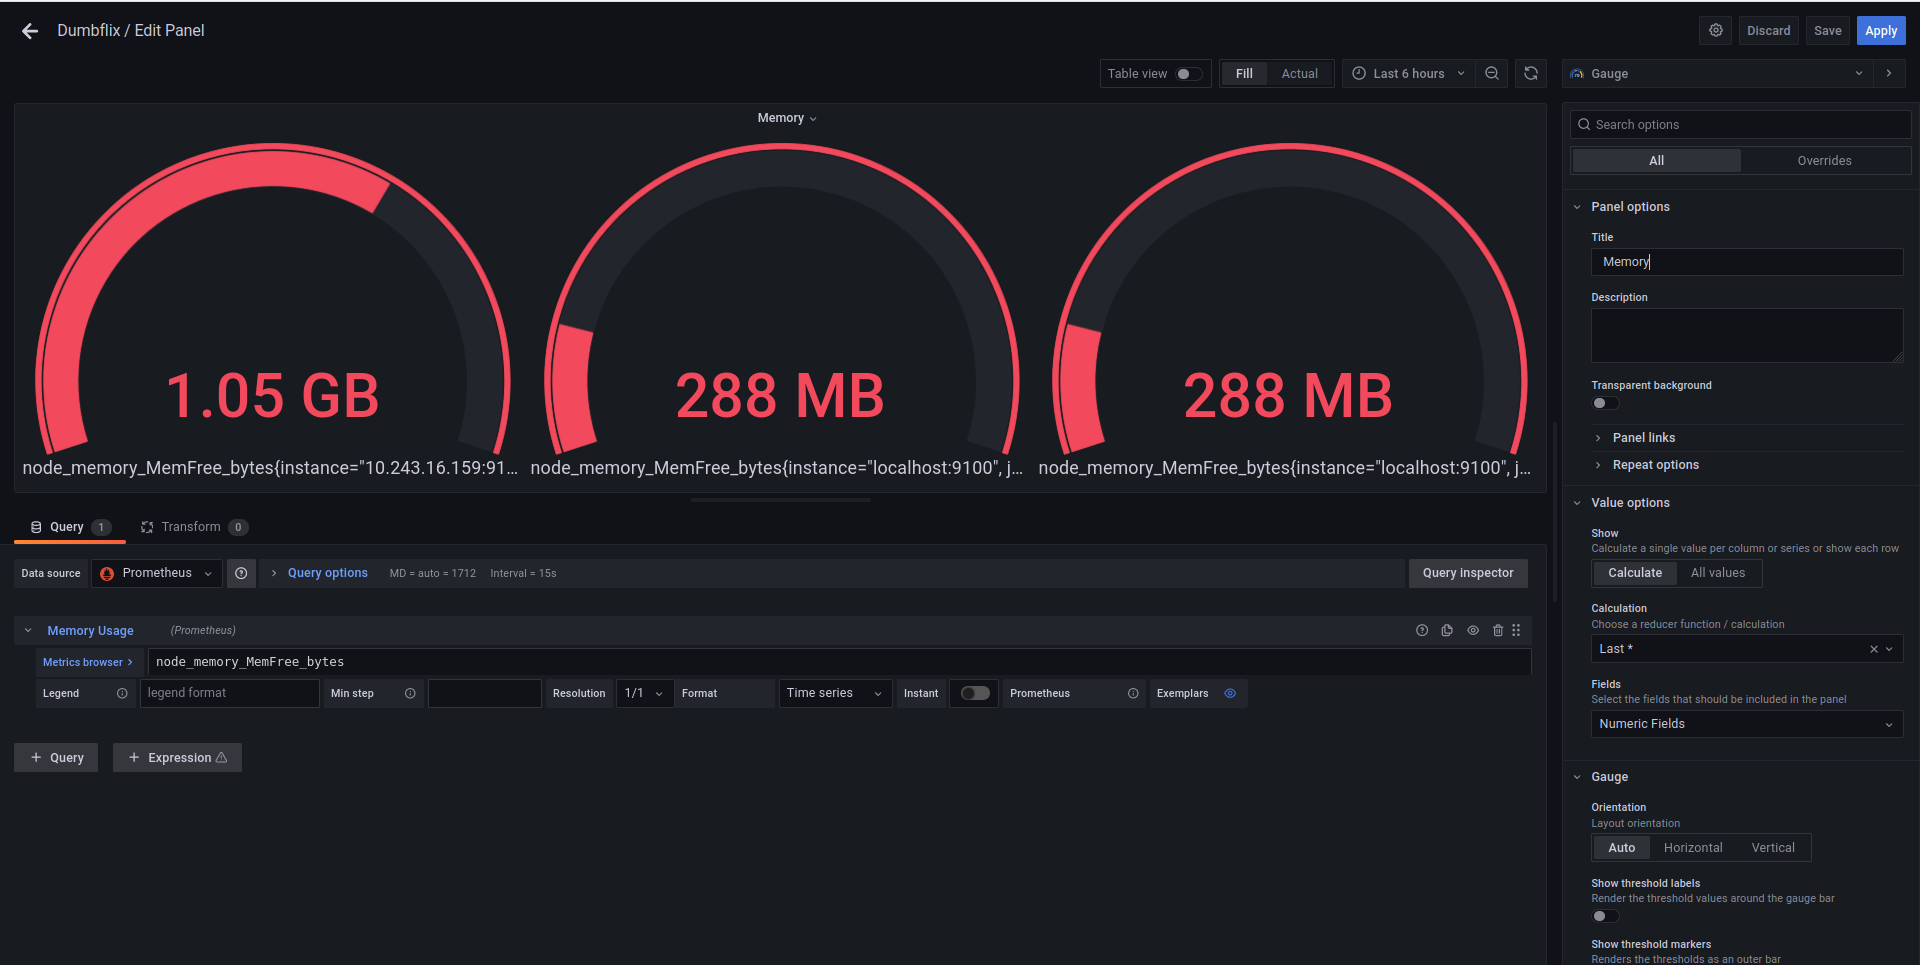 Dumbflix / Edit Panel
Discard
Save
Apply
Table view
Fill
Actual
Last 6 hours
Gauge
Memory
1.05 GB
288 MB
288 MB
node_memory_MemFree_bytes{instance="10.243.16.159:91...
node_memory_MemFree_bytes{instance="localhost:9100", j...
node_memory_MemFree_bytes{instance="localhost:9100", j...
Query 1
Transform 0
Data source
Prometheus
Query options
MD = auto = 1712
Interval = 15s
Query inspector
Memory Usage
(Prometheus)
Metrics browser >
node_memory_MemFree_bytes
Legend
legend format
Min step
Resolution
1/1
Format
Time series
Instant
Prometheus
Exemplars
+ Query
+ Expression
Search options
All
Overrides
Panel options
Title
Memory
Description
Transparent background
Panel links
Repeat options
Value options
Show
Calculate a single value per column or series or show each row
Calculate
All values
Calculation
Choose a reducer function / calculation
Last *
Fields
Select the fields that should be included in the panel
Numeric Fields
Gauge
Orientation
Layout orientation
Auto
Horizontal
Vertical
Show threshold labels
Render the threshold values around the gauge bar
Show threshold markers
Renders the thresholds as an outer bar